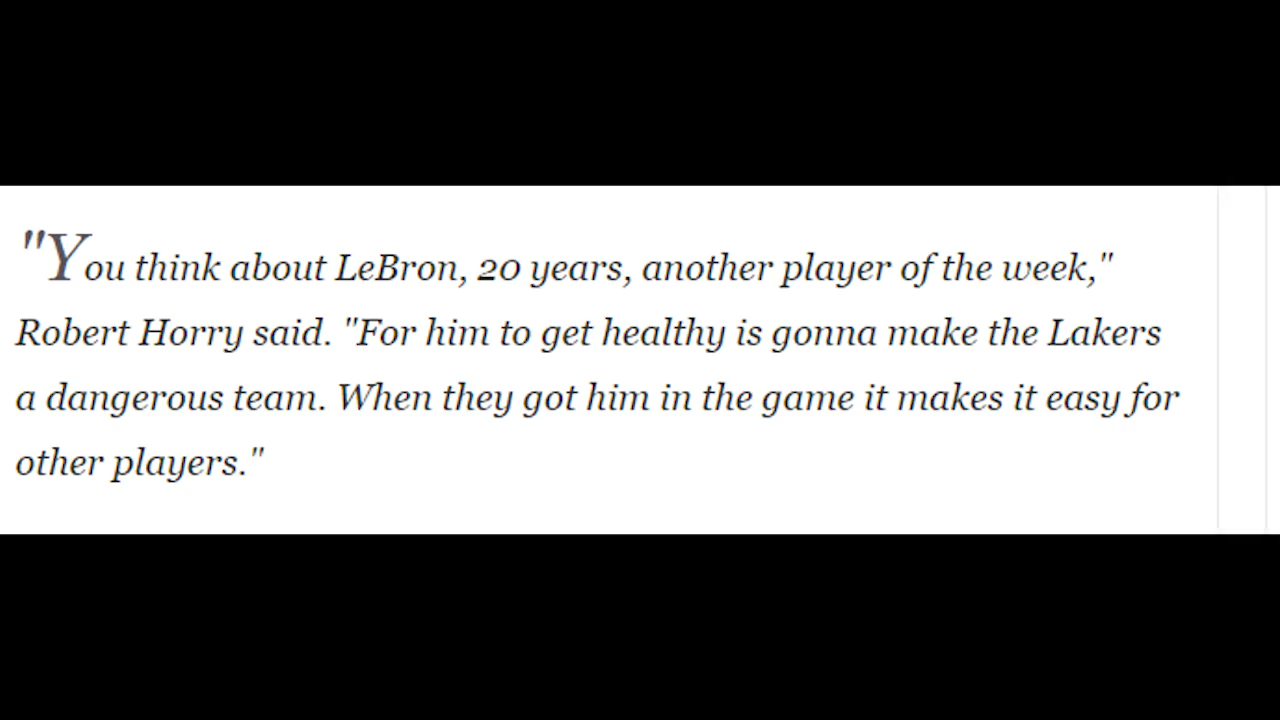 "You think about LeBron, 20 years, another player of the week,"
Robert Horry said. "For him to get healthy is gonna make the Lakers
a dangerous team. When they got him in the game it makes it easy for
other players."